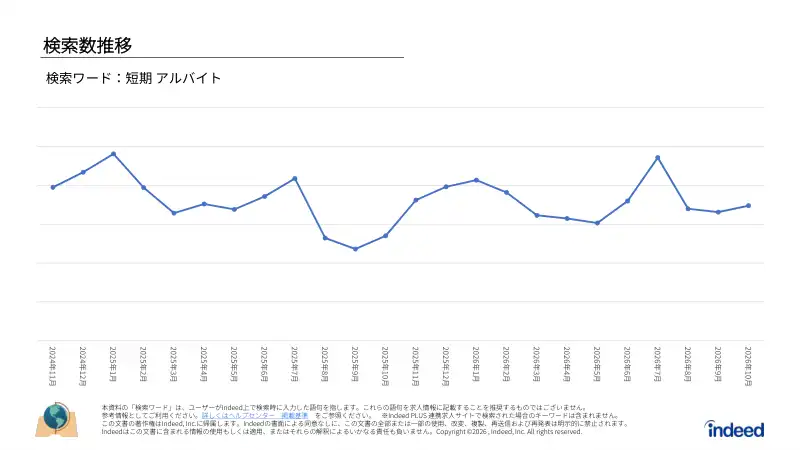 検索数推移
検索ワード：短期 アルバイト
2024年11月
2024年12月
2025年1月
2025年2月
2025年3月
2025年4月
2025年5月
2025年6月
2025年7月
2025年8月
2025年9月
2025年10月
2025年11月
2025年12月
2026年1月
2026年2月
2026年3月
2026年4月
2026年5月
2026年6月
2026年7月
2026年8月
2026年9月
2026年10月
本資料の「検索ワード」は、ユーザーがIndeed上で検索時に入力した語句を指します。これらの語句を求人情報に記載することを推奨するものではございません。
参考情報としてご利用ください。詳しくはヘルプセンター　掲載基準　をご参照ください。　※Indeed PLUS 連携求人サイトで検索された場合のキーワードは含まれません。
この文書の著作権はIndeed, Inc.に帰属します。Indeedの書面による同意なしに、この文書の全部または一部の使用、改変、複製、再送信および再発表は明示的に禁止されます。
Indeedはこの文書に含まれる情報の使用もしくは適用、またはそれらの解釈によるいかなる責任も負いません。Copyright ©2026 , Indeed, Inc. All rights reserved.
indeed